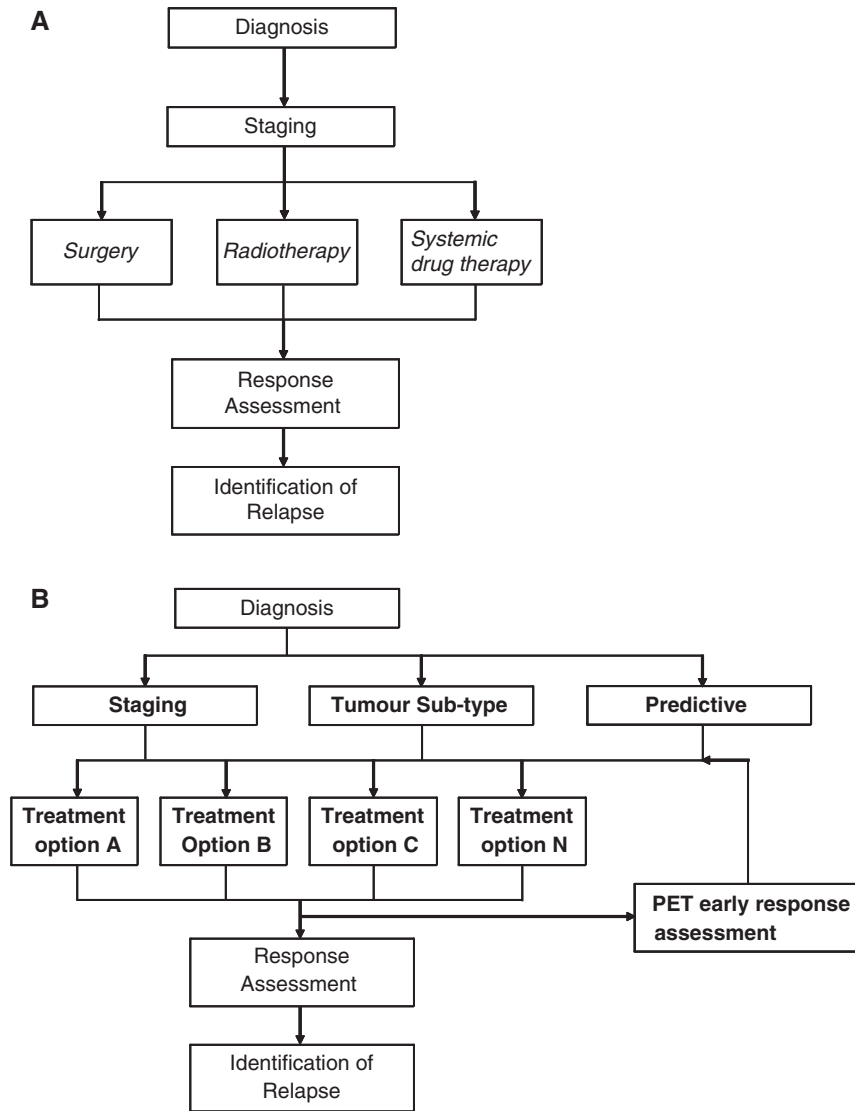 A
Diagnosis
Staging
Surgery
Radiotherapy
Systemic
drug therapy
Response
Assessment
Identification of
Relapse
B
Diagnosis
Staging
Tumour Sub-type
Predictive
Treatment
option A
Treatment
Option B
Treatment
option C
Treatment
option N
PET early response
assessment
Response
Assessment
Identification of
Relapse